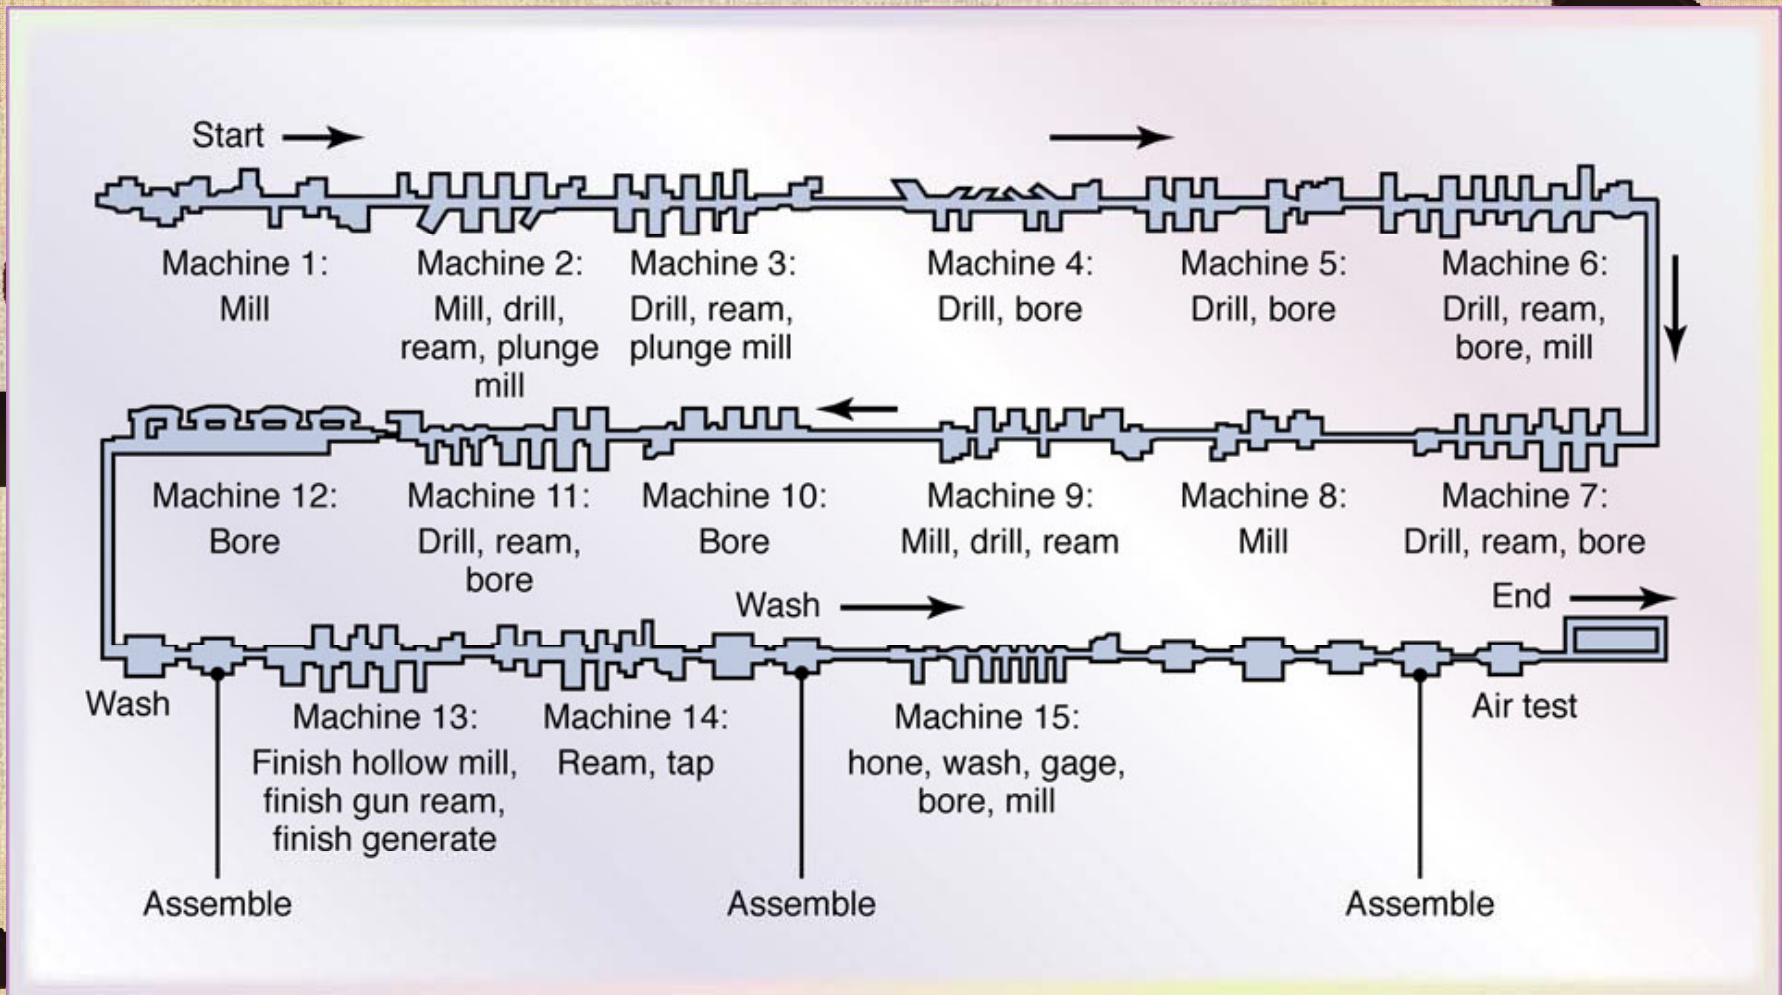 Start
Machine 1:
Mill
Machine 2:
Mill, drill,
ream, plunge
mill
Machine 3:
Drill, ream,
plunge mill
Machine 4:
Drill, bore
Machine 5:
Drill, bore
Machine 6:
Drill, ream,
bore, mill
Machine 12:
Bore
Machine 11:
Drill, ream,
bore
Machine 10:
Bore
Machine 9:
Mill, drill, ream
Machine 8:
Mill
Machine 7:
Drill, ream, bore
Wash
End
Wash
Machine 13:
Finish hollow mill,
finish gun ream,
finish generate
Machine 14:
Ream, tap
Machine 15:
hone, wash, gage,
bore, mill
Air test
Assemble
Assemble
Assemble